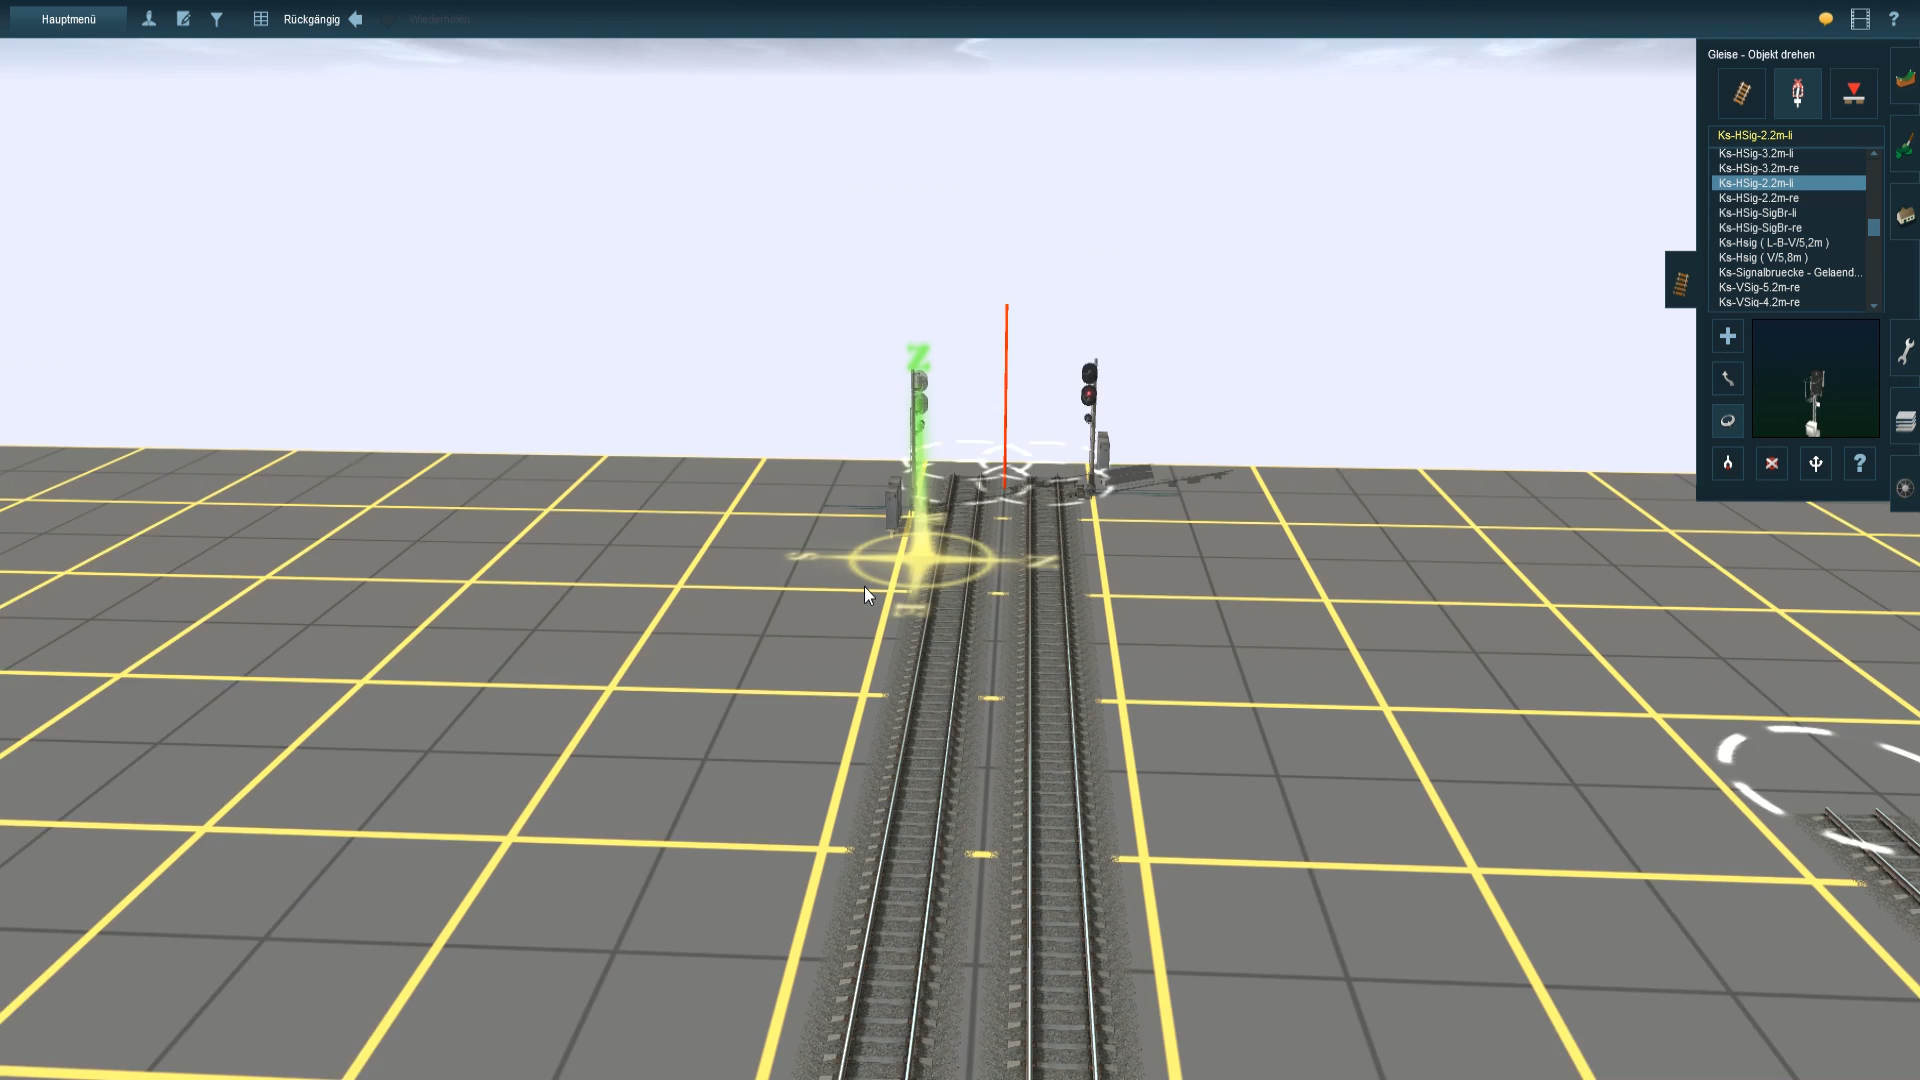 Hauptmenü
Rückgängig
Wiederholen
?
Gleise - Objekt drehen
Ks-HSig-2.2m-li
Ks-HSig-3.2m-li
Ks-HSig-3.2m-re
Ks-HSig-2.2m-li
Ks-HSig-2.2m-re
Ks-HSig-SigBr-li
Ks-HSig-SigBr-re
Ks-Hsig ( L-B-V/5,2m )
Ks-Hsig ( V/5,8m )
Ks-Signalbruecke - Gelaend...
Ks-VSig-5.2m-re
Ks-VSig-4.2m-re
?
Z
S
N